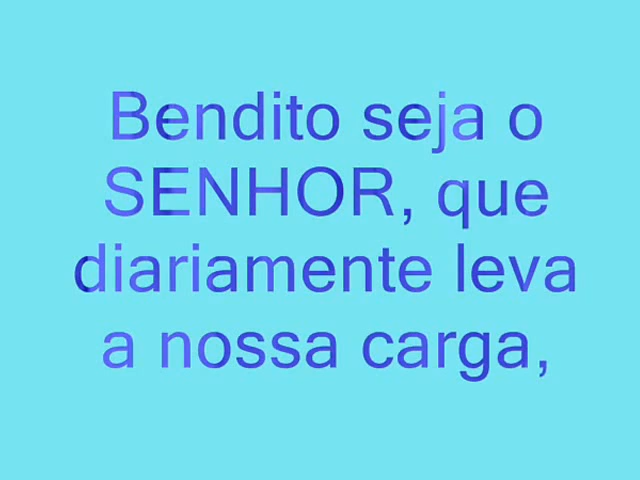 Bendito seja o
SENHOR, que
diariamente leva
a nossa carga,